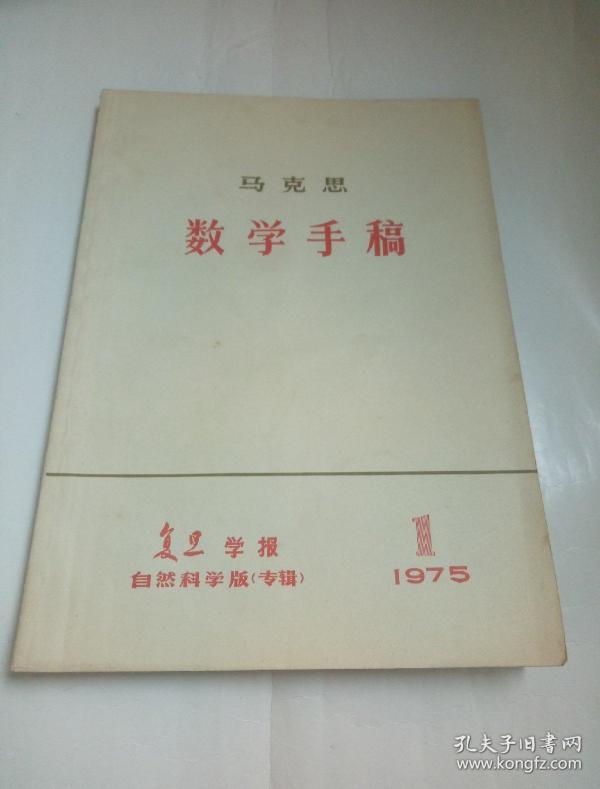 马克思
数学手稿
复旦学报
自然科学版(专辑)
1
1975
孔夫子旧书网
www.kongfz.com